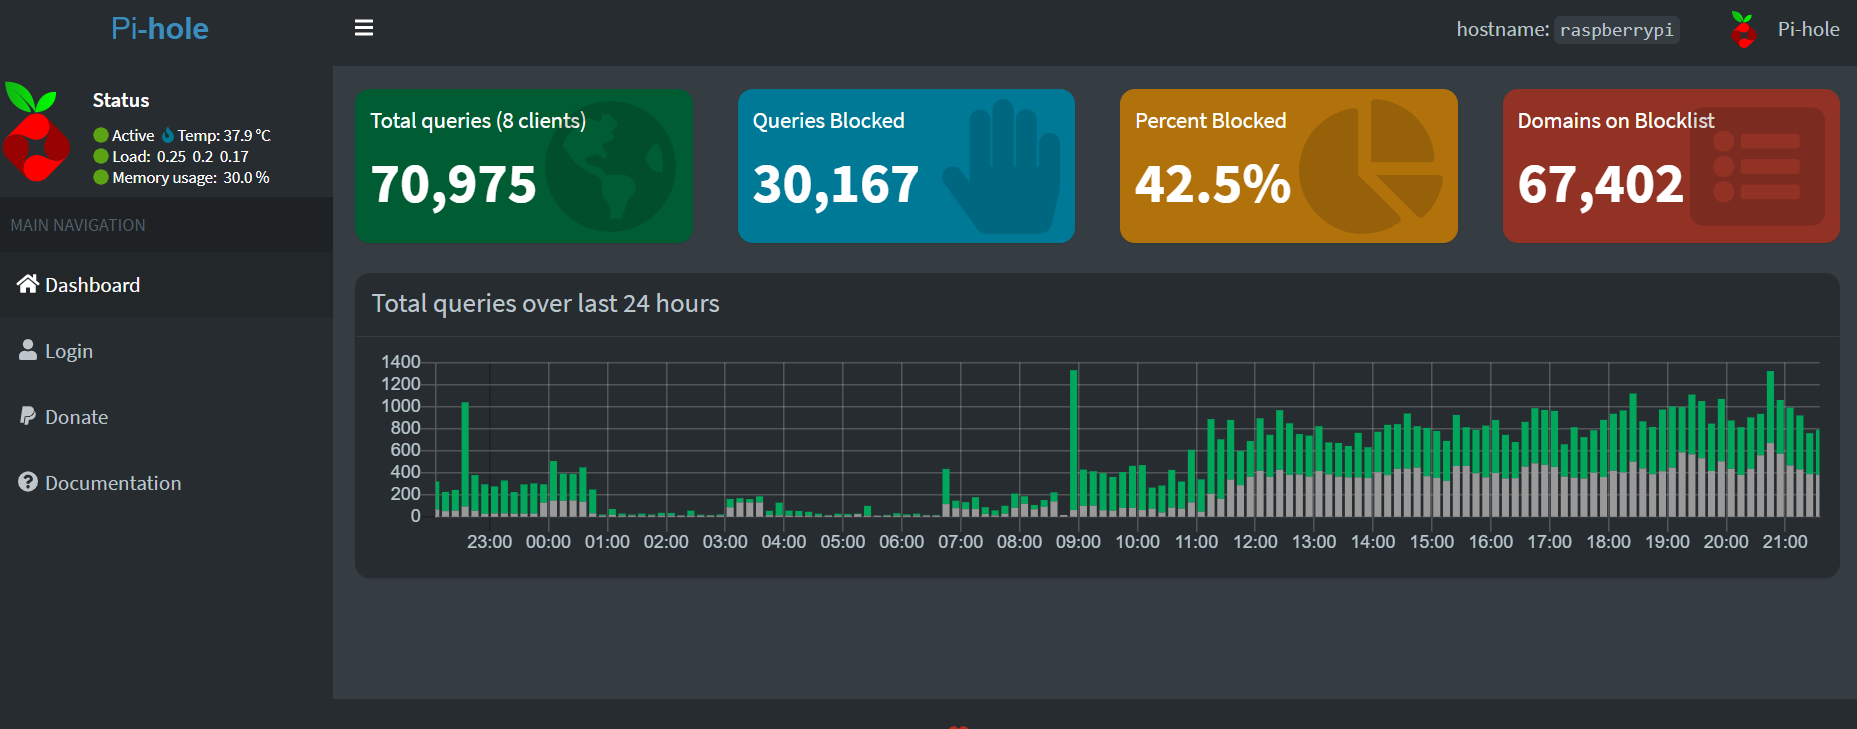 Pi-hole
hostname: raspberrypi
Pi-hole
Status
Active Temp: 37.9 °C
Load: 0.25 0.2 0.17
Memory usage: 30.0 %
MAIN NAVIGATION
Dashboard
Login
Donate
Documentation
Total queries (8 clients)
70,975
Queries Blocked
30,167
Percent Blocked
42.5%
Domains on Blocklist
67,402
Total queries over last 24 hours
1400
1200
1000
800
600
400
200
0
23:00 00:00 01:00 02:00 03:00 04:00 05:00 06:00 07:00 08:00 09:00 10:00 11:00 12:00 13:00 14:00 15:00 16:00 17:00 18:00 19:00 20:00 21:00